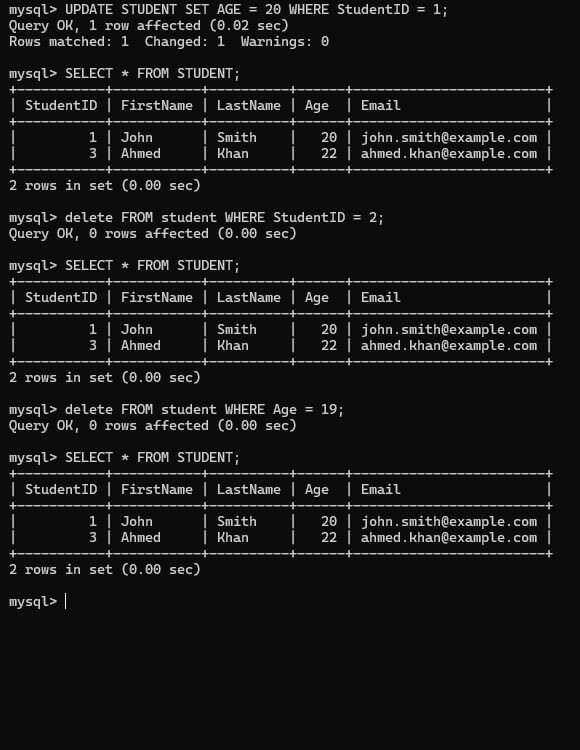 mysql> UPDATE STUDENT SET AGE = 20 WHERE StudentID = 1;
Query OK, 1 row affected (0.02 sec)
Rows matched: 1  Changed: 1  Warnings: 0

mysql> SELECT * FROM STUDENT;
+-----------+-----------+----------+------+------------------------+
| StudentID | FirstName | LastName | Age  | Email                  |
+-----------+-----------+----------+------+------------------------+
|         1 | John      | Smith    |   20 | john.smith@example.com |
|         3 | Ahmed     | Khan     |   22 | ahmed.khan@example.com |
+-----------+-----------+----------+------+------------------------+
2 rows in set (0.00 sec)

mysql> delete FROM student WHERE StudentID = 2;
Query OK, 0 rows affected (0.00 sec)

mysql> SELECT * FROM STUDENT;
+-----------+-----------+----------+------+------------------------+
| StudentID | FirstName | LastName | Age  | Email                  |
+-----------+-----------+----------+------+------------------------+
|         1 | John      | Smith    |   20 | john.smith@example.com |
|         3 | Ahmed     | Khan     |   22 | ahmed.khan@example.com |
+-----------+-----------+----------+------+------------------------+
2 rows in set (0.00 sec)

mysql> delete FROM student WHERE Age = 19;
Query OK, 0 rows affected (0.00 sec)

mysql> SELECT * FROM STUDENT;
+-----------+-----------+----------+------+------------------------+
| StudentID | FirstName | LastName | Age  | Email                  |
+-----------+-----------+----------+------+------------------------+
|         1 | John      | Smith    |   20 | john.smith@example.com |
|         3 | Ahmed     | Khan     |   22 | ahmed.khan@example.com |
+-----------+-----------+----------+------+------------------------+
2 rows in set (0.00 sec)

mysql>